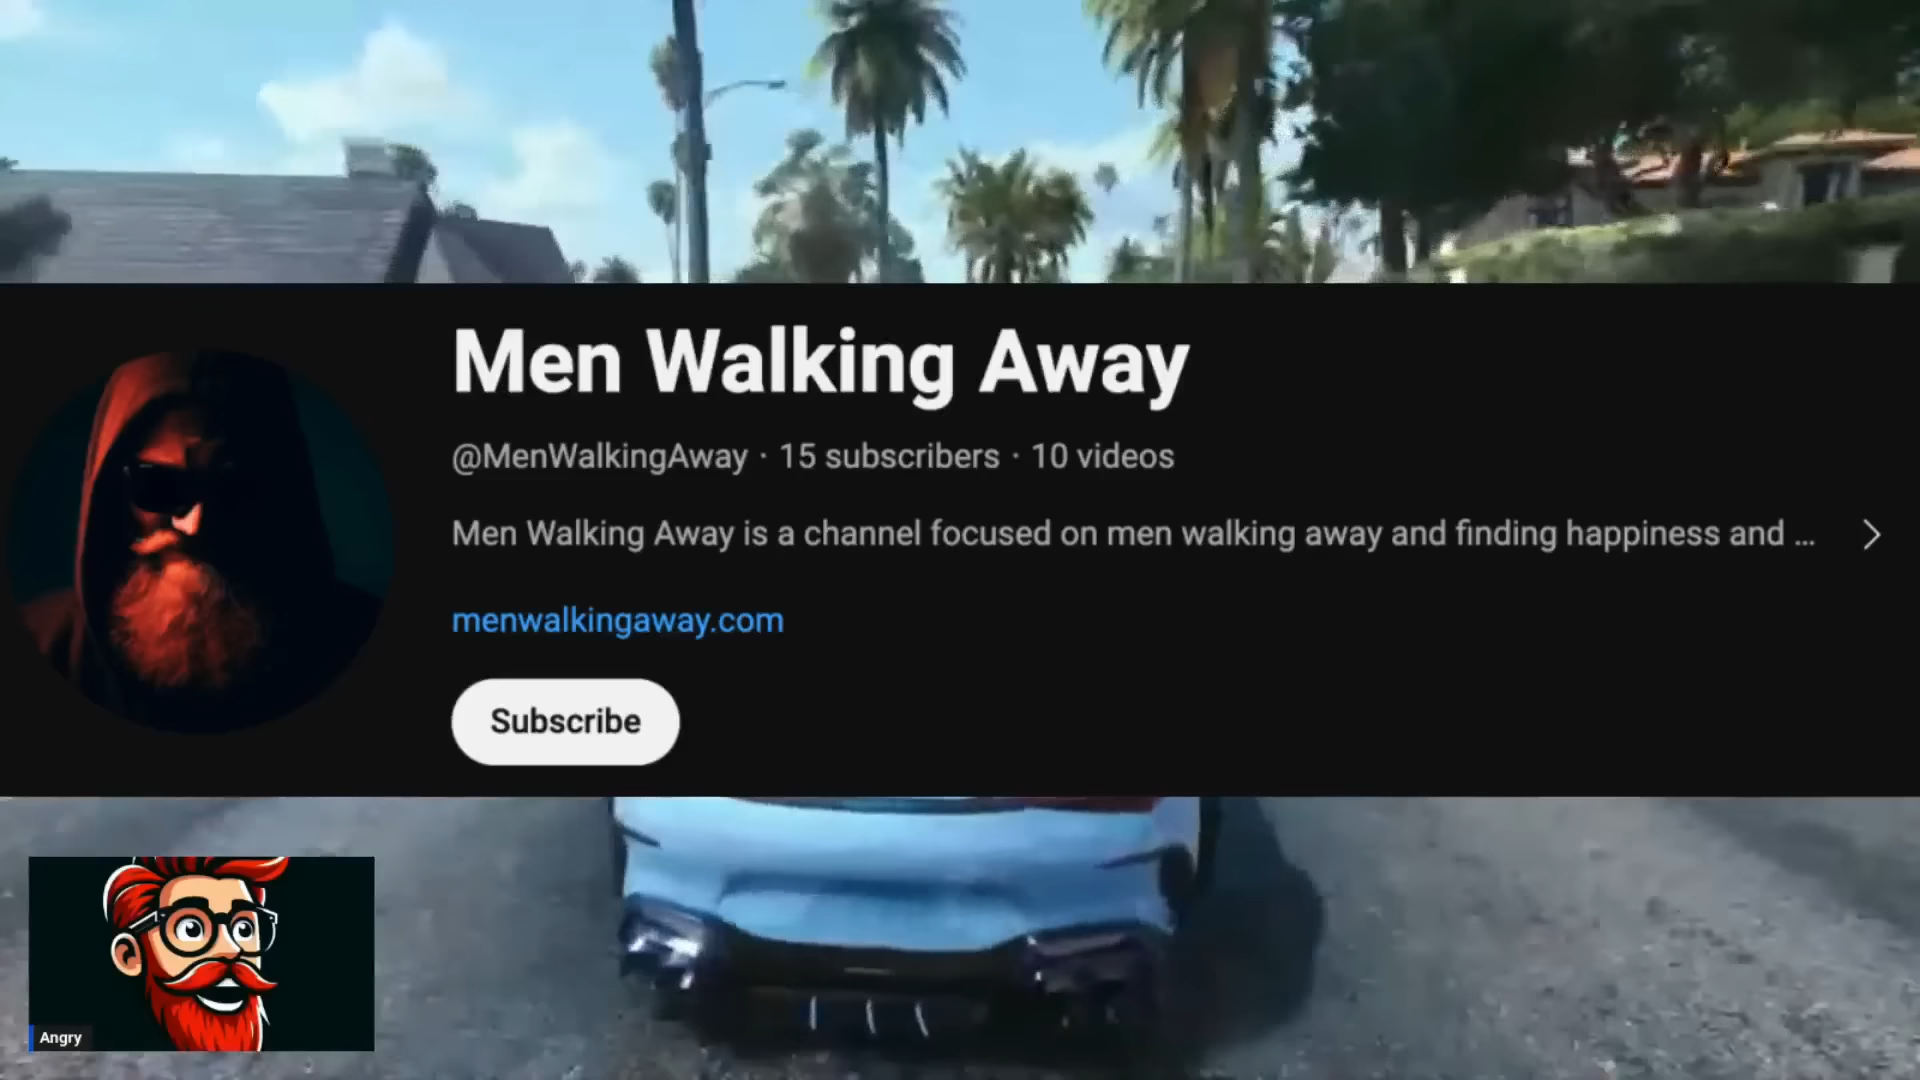 Men Walking Away
@MenWalkingAway · 15 subscribers · 10 videos
Men Walking Away is a channel focused on men walking away and finding happiness and ...
menwalkingaway.com
Subscribe
Angry